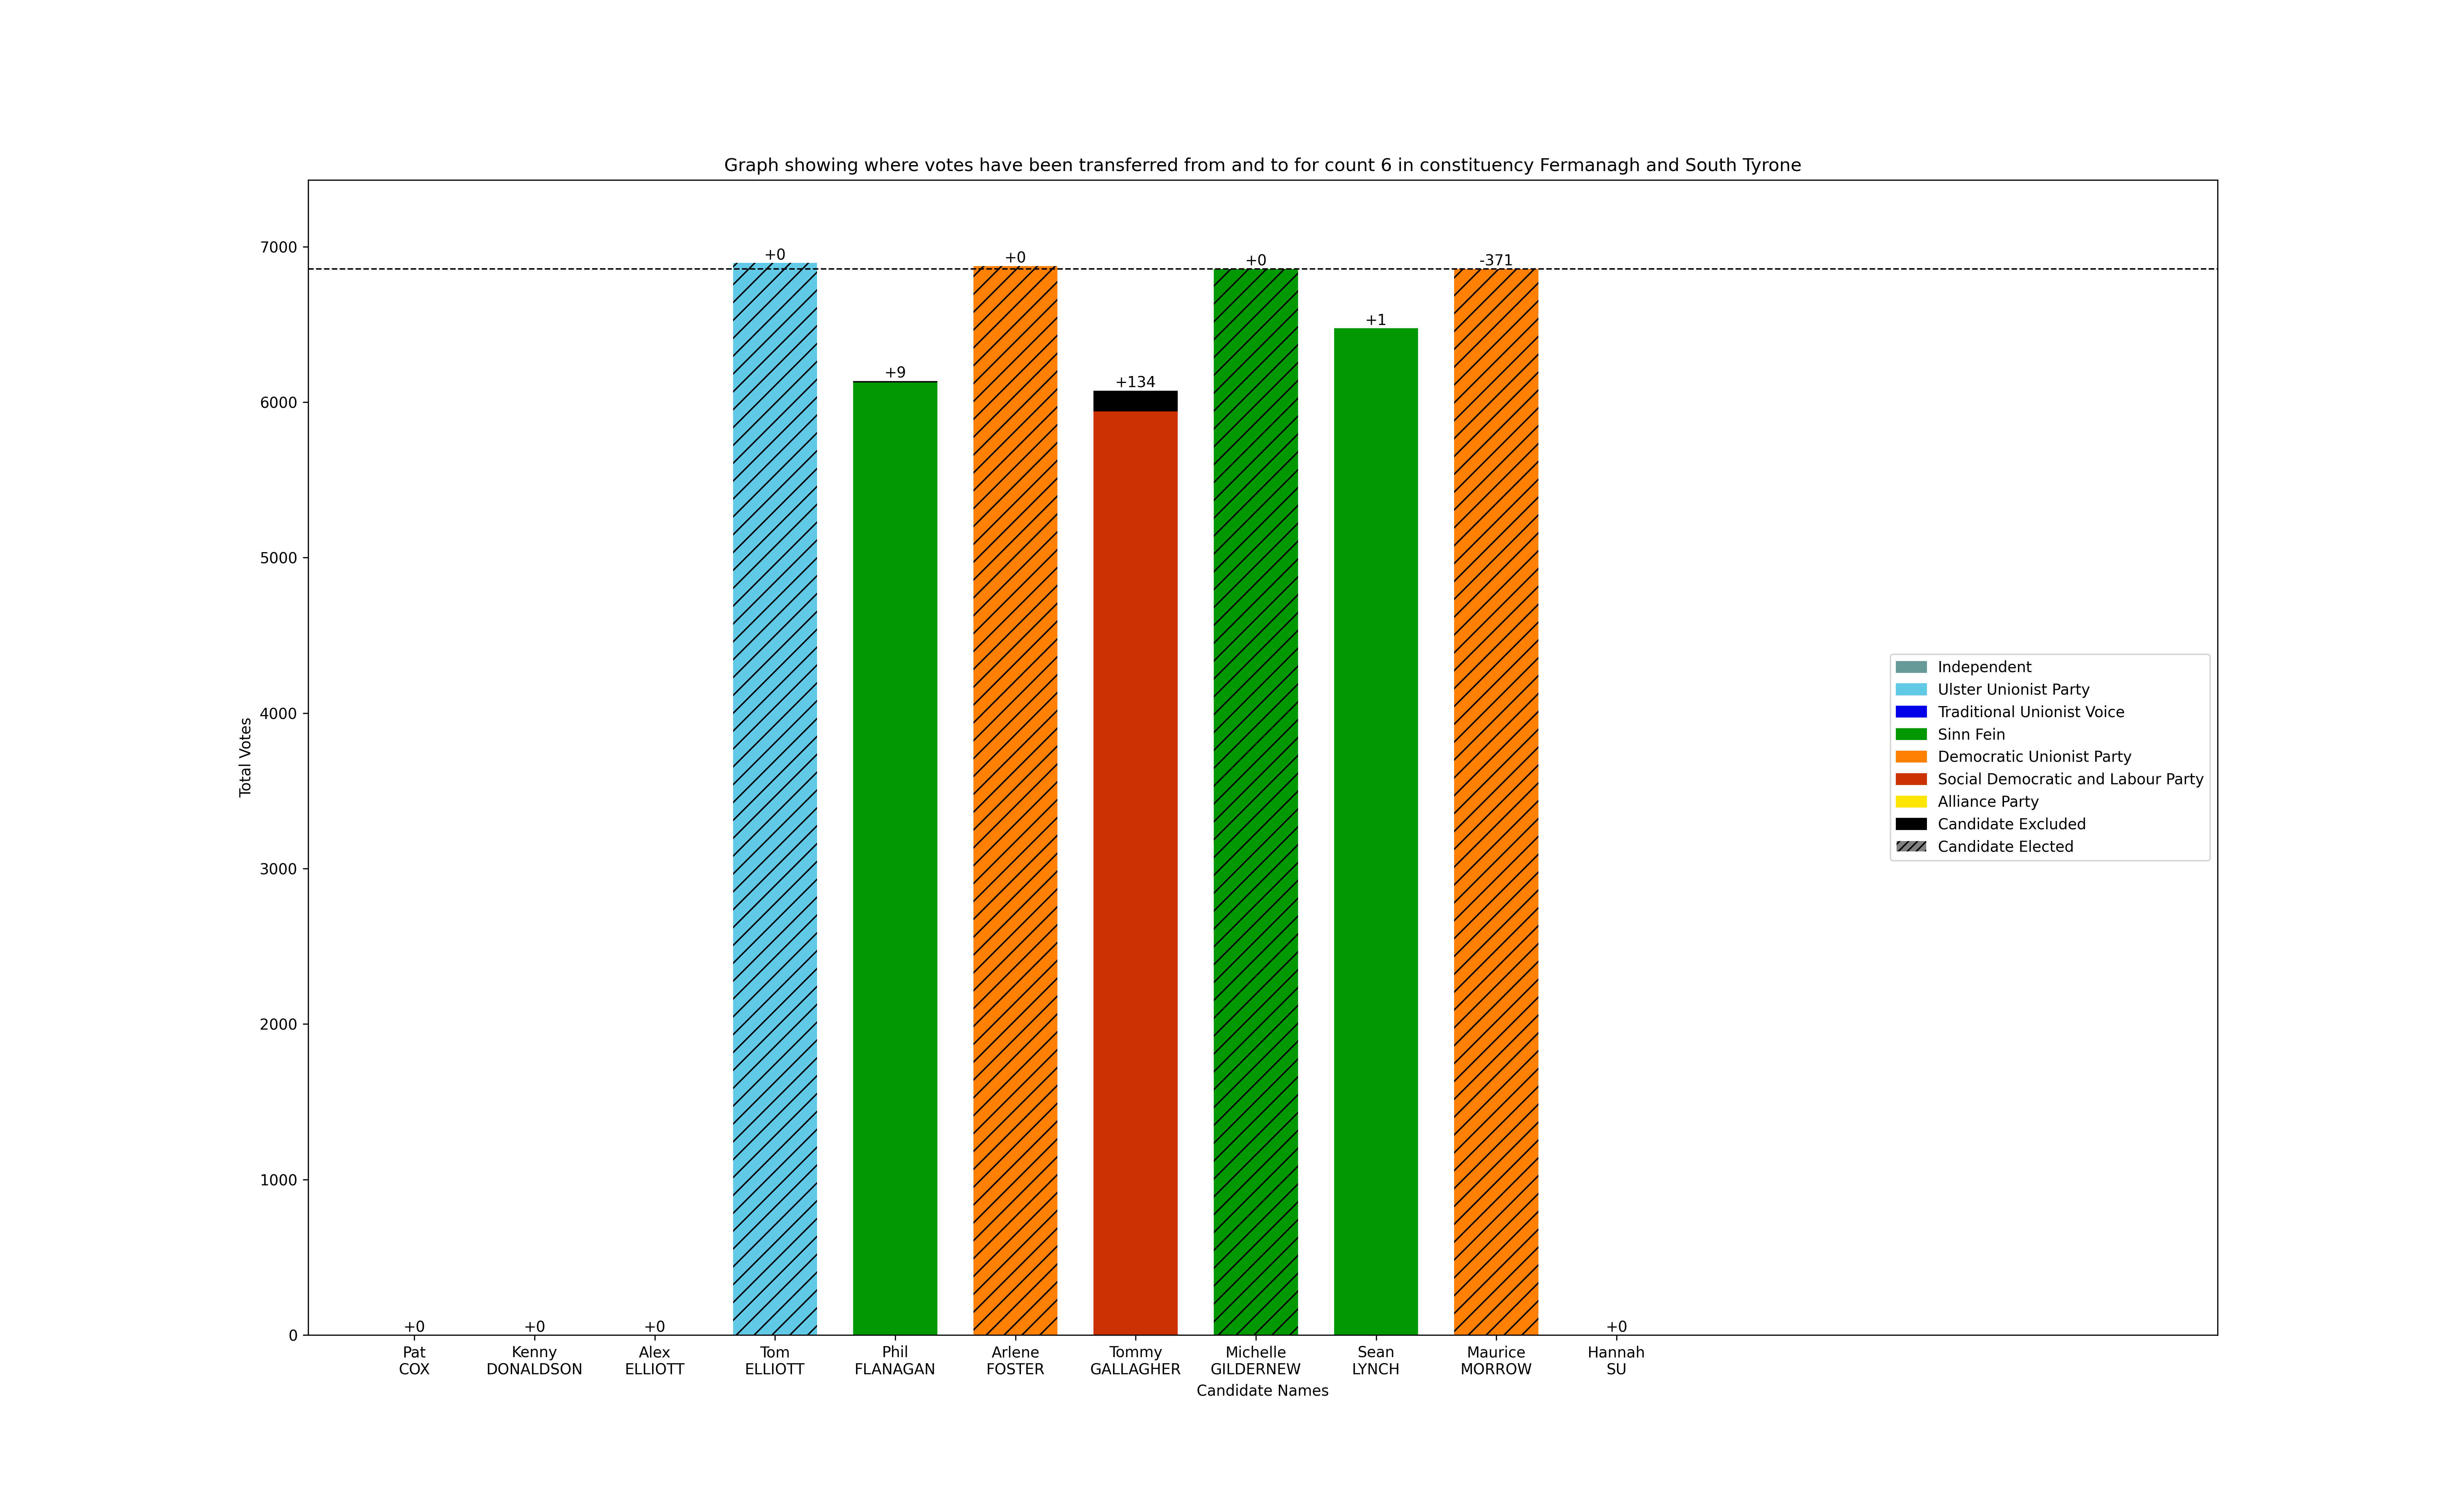 Graph showing where votes have been transferred from and to for count 6 in constituency Fermanagh and South Tyrone
Total Votes
7000
6000
5000
4000
3000
2000
1000
0
+0
+0
+0
+0
+9
+0
+134
+0
+1
-371
+0
Pat
COX
Kenny
DONALDSON
Alex
ELLIOTT
Tom
ELLIOTT
Phil
FLANAGAN
Arlene
FOSTER
Tommy
GALLAGHER
Michelle
GILDERNEW
Sean
LYNCH
Maurice
MORROW
Hannah
SU
Candidate Names
Independent
Ulster Unionist Party
Traditional Unionist Voice
Sinn Fein
Democratic Unionist Party
Social Democratic and Labour Party
Alliance Party
Candidate Excluded
Candidate Elected